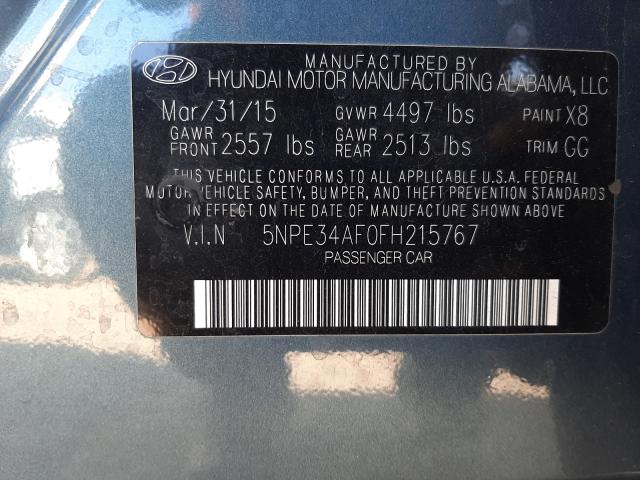 MANUFACTURED BY
HYUNDAI MOTOR MANUFACTURING ALABAMA, LLC
Mar/31/15 GVWR 4497 lbs PAINT X8
GAWR FRONT 2557 lbs GAWR REAR 2513 lbs TRIM GG
THIS VEHICLE CONFORMS TO ALL APPLICABLE U.S.A. FEDERAL
MOTOR VEHICLE SAFETY, BUMPER, AND THEFT PREVENTION STANDARDS
IN EFFECT ON THE DATE OF MANUFACTURE SHOWN ABOVE
V.I.N 5NPE34AF0FH215767
PASSENGER CAR